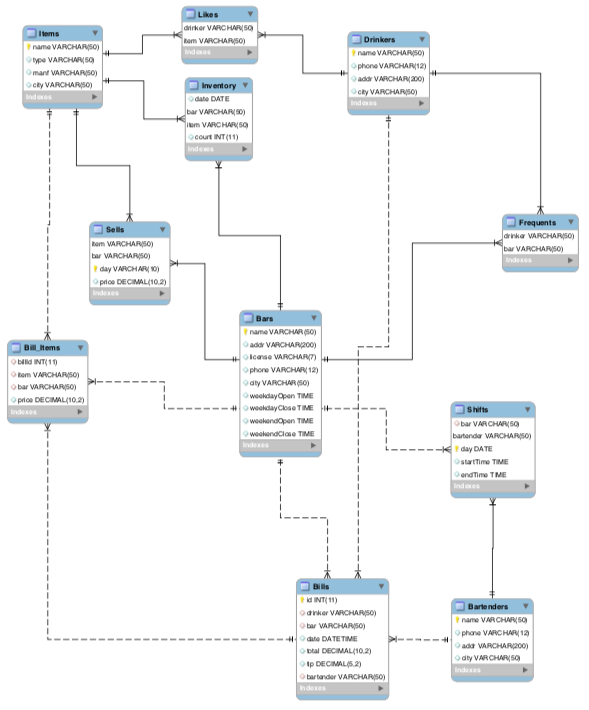 Likes
drinker VARCHAR(50)
item VARCHAR(50)
Indexes
Items
name VARCHAR(50)
type VARCHAR(50)
manf VARCHAR(50)
city VARCHAR(50)
Indexes
Drinkers
name VARCHAR(50)
phone VARCHAR(12)
addr VARCHAR(200)
city VARCHAR(50)
Indexes
Inventory
date DATE
bar VARCHAR(50)
item VARCHAR(50)
count INT(11)
Indexes
Frequents
drinker VARCHAR(50)
bar VARCHAR(50)
Indexes
Sells
item VARCHAR(50)
bar VARCHAR(50)
day VARCHAR(10)
price DECIMAL(10,2)
Indexes
Bars
name VARCHAR(50)
addr VARCHAR(200)
license VARCHAR(7)
phone VARCHAR(12)
city VARCHAR(50)
weekdayOpen TIME
weekdayClose TIME
weekendOpen TIME
weekendClose TIME
Indexes
Bill_Items
billId INT(11)
item VARCHAR(50)
bar VARCHAR(50)
price DECIMAL(10,2)
Indexes
Shifts
bar VARCHAR(50)
bartender VARCHAR(50)
day DATE
startTime TIME
endTime TIME
Indexes
Bills
id INT(11)
drinker VARCHAR(50)
bar VARCHAR(50)
date DATETIME
total DECIMAL(10,2)
tip DECIMAL(5,2)
bartender VARCHAR(50)
Indexes
Bartenders
name VARCHAR(50)
phone VARCHAR(12)
addr VARCHAR(200)
city VARCHAR(50)
Indexes